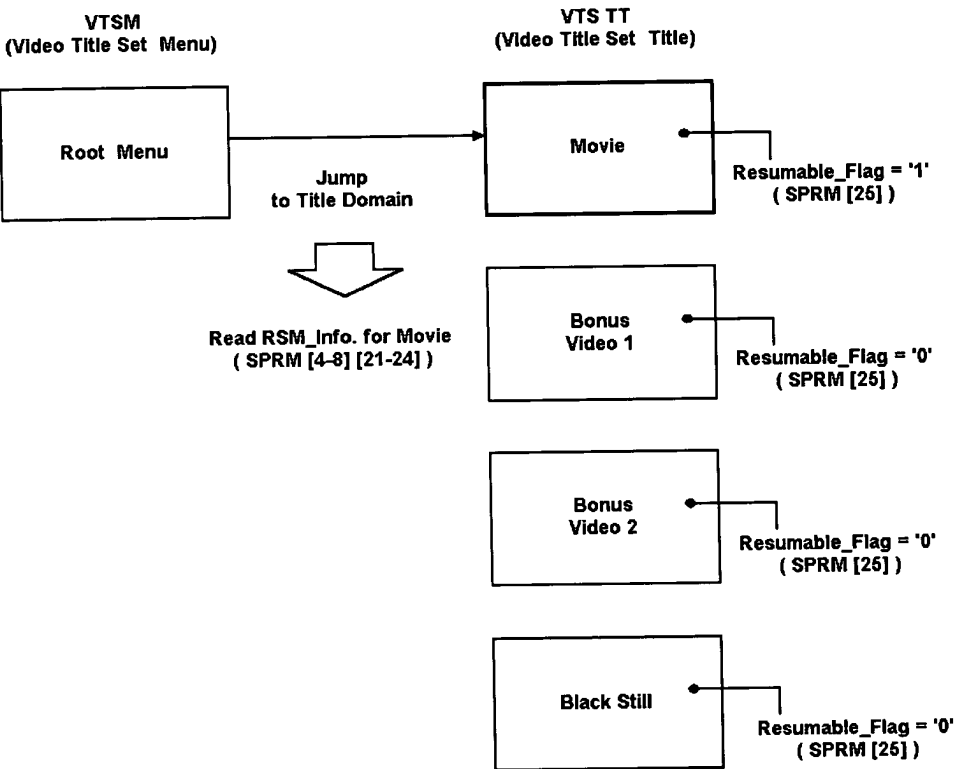 VTSM
(Video Title Set Menu)
VTS TT
(Video Title Set Title)
Root Menu
Movie
Jump
to Title Domain
Resumable_Flag = '1'
( SPRM [25] )
Read RSM_Info. for Movie
( SPRM [4-8] [21-24] )
Bonus
Video 1
Resumable_Flag = '0'
( SPRM [25] )
Bonus
Video 2
Resumable_Flag = '0'
( SPRM [25] )
Black Still
Resumable_Flag = '0'
( SPRM [25] )